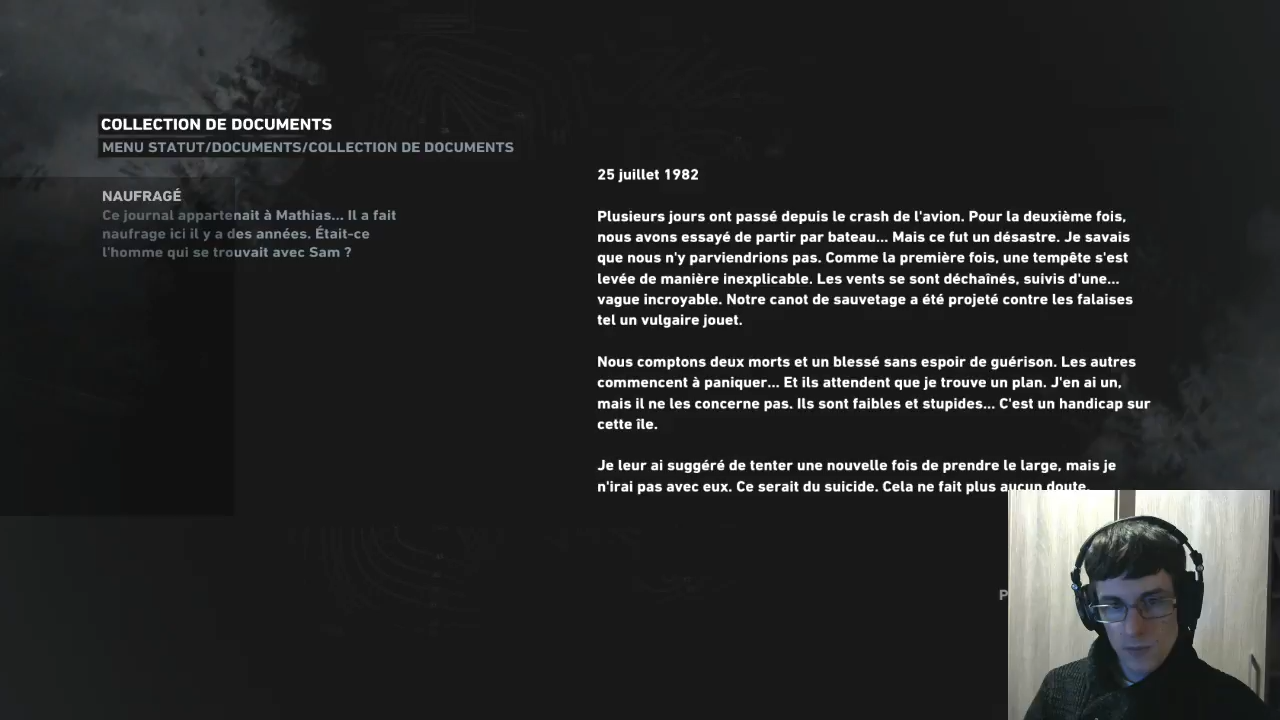 COLLECTION DE DOCUMENTS
MENU STATUT/DOCUMENTS/COLLECTION DE DOCUMENTS
NAUFRAGÉ
Ce journal appartenait à Mathias... Il a fait
naufrage ici il y a des années. Était-ce
l'homme qui se trouvait avec Sam ?
25 juillet 1982
Plusieurs jours ont passé depuis le crash de l'avion. Pour la deuxième fois,
nous avons essayé de partir par bateau... Mais ce fut un désastre. Je savais
que nous n'y parviendrions pas. Comme la première fois, une tempête s'est
levée de manière inexplicable. Les vents se sont déchaînés, suivis d'une...
vague incroyable. Notre canot de sauvetage a été projeté contre les falaises
tel un vulgaire jouet.
Nous comptons deux morts et un blessé sans espoir de guérison. Les autres
commencent à paniquer... Et ils attendent que je trouve un plan. J'en ai un,
mais il ne les concerne pas. Ils sont faibles et stupides... C'est un handicap sur
cette île.
Je leur ai suggéré de tenter une nouvelle fois de prendre le large, mais je
n'irai pas avec eux. Ce serait du suicide. Cela ne fait plus aucun doute.